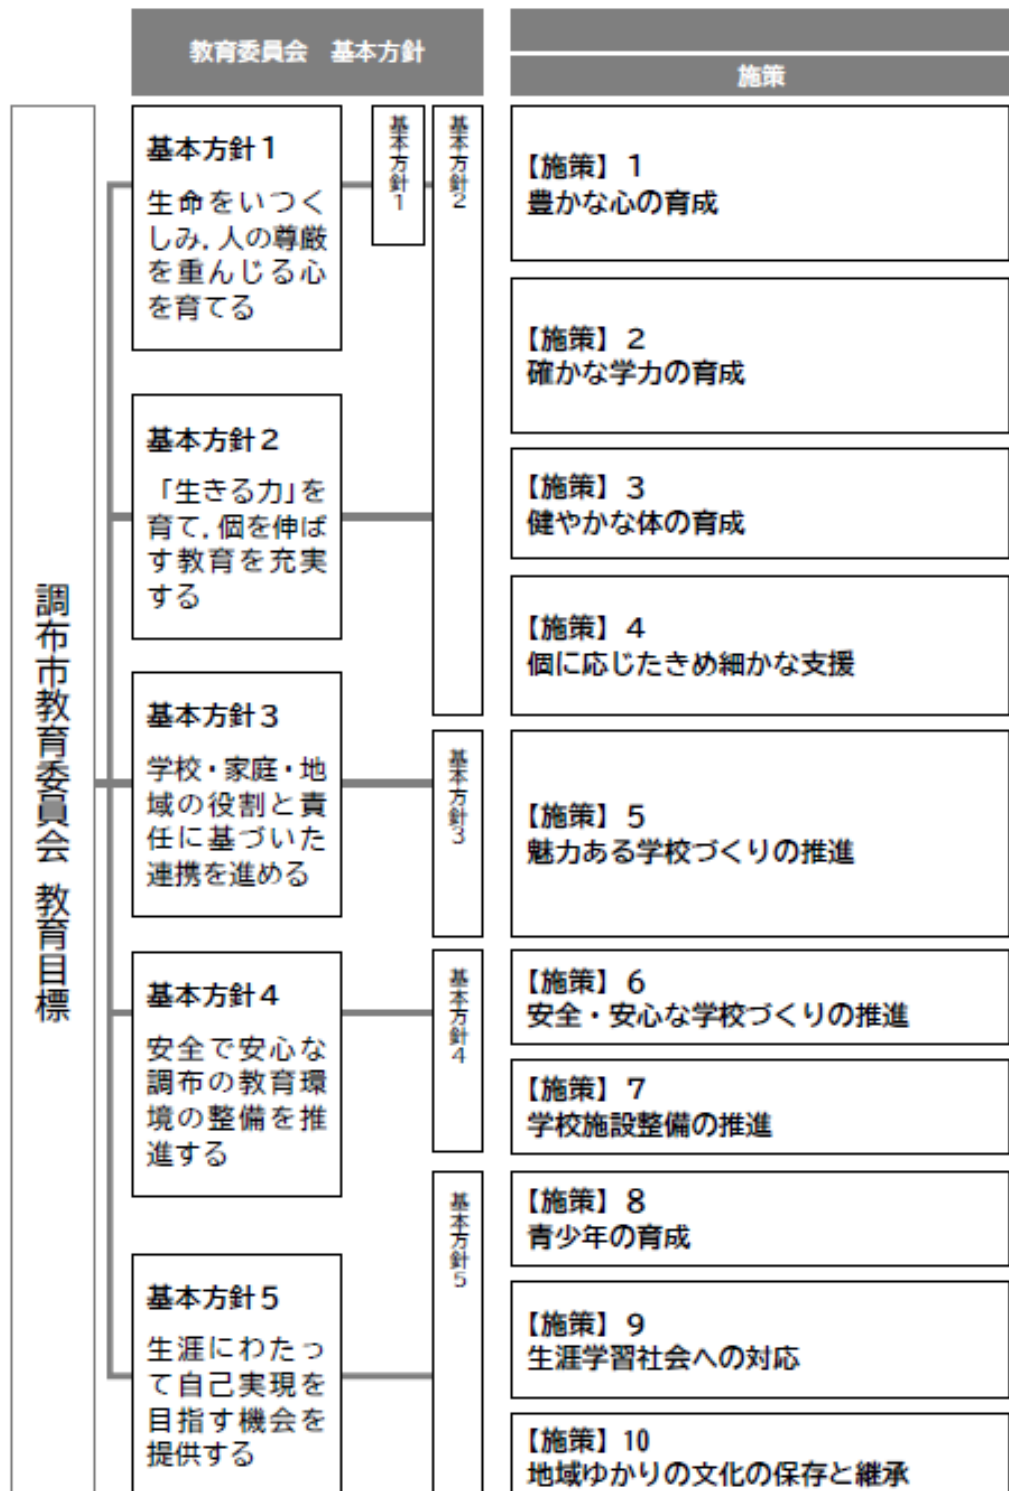 教育委員会　基本方針
施策
調布市教育委員会 教育目標
基本方針１
生命をいつく
しみ，人の尊厳
を重んじる心
を育てる
基本方針２
「生きる力」を
育て，個を伸ば
す教育を充実
する
基本方針３
学校・家庭・地
域の役割と責
任に基づいた
連携を進める
基本方針４
安全で安心な
調布の教育環
境の整備を推
進する
基本方針５
生涯にわたっ
て自己実現を
目指す機会を
提供する
基本方針１
基本方針２
基本方針３
基本方針４
基本方針５
【施策】１
豊かな心の育成
【施策】２
確かな学力の育成
【施策】３
健やかな体の育成
【施策】４
個に応じたきめ細かな支援
【施策】５
魅力ある学校づくりの推進
【施策】６
安全・安心な学校づくりの推進
【施策】７
学校施設整備の推進
【施策】８
青少年の育成
【施策】９
生涯学習社会への対応
【施策】10
地域ゆかりの文化の保存と継承